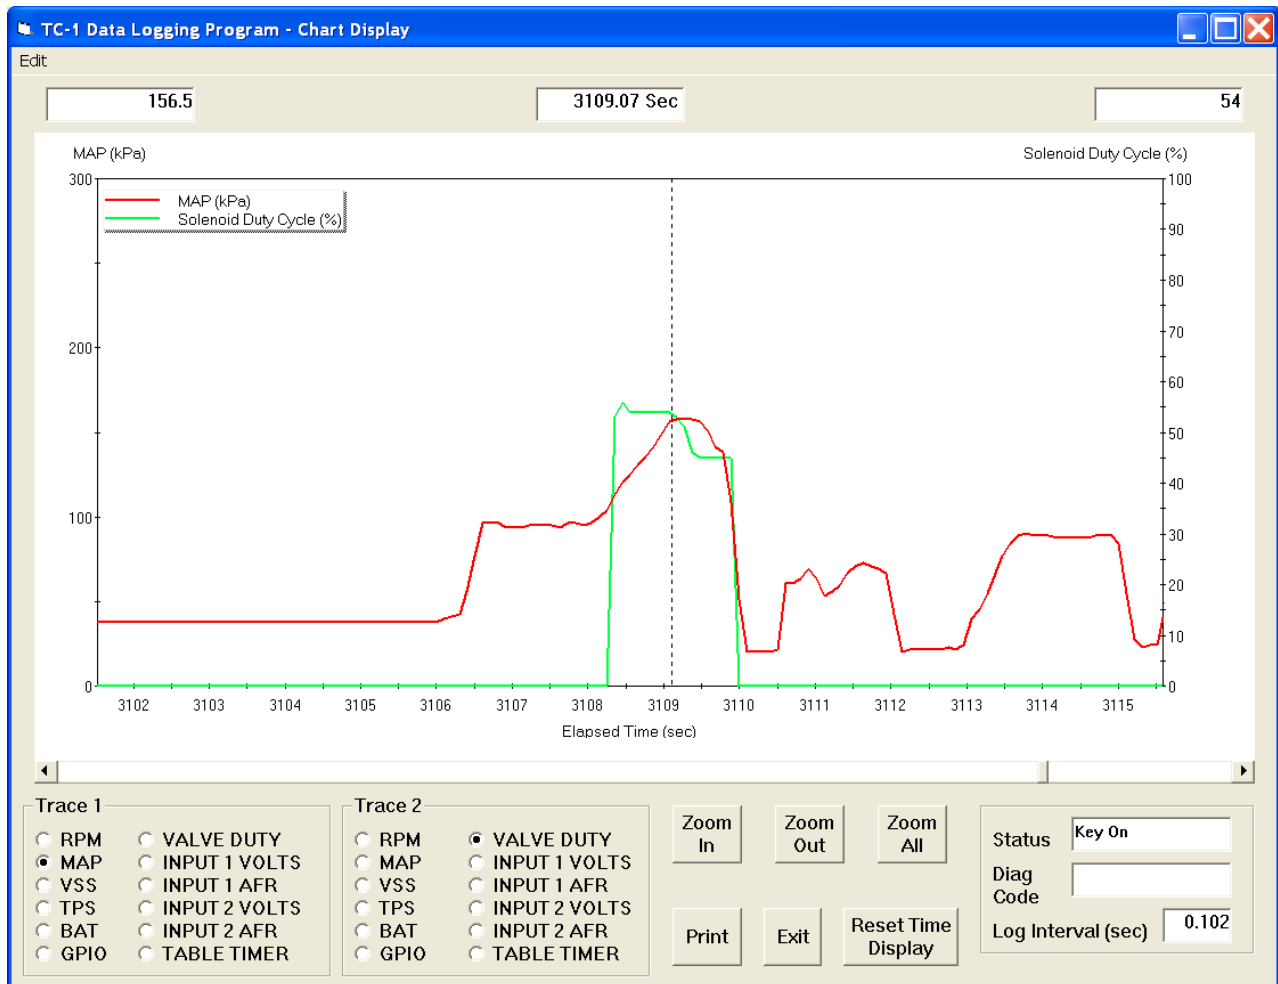 TC-1 Data Logging Program - Chart Display
Edit
156.5
3109.07 Sec
54
MAP (kPa)
Solenoid Duty Cycle (%)
MAP (kPa)
Solenoid Duty Cycle (%)
300
200
100
0
100
90
80
70
60
50
40
30
20
10
0
3102 3103 3104 3105 3106 3107 3108 3109 3110 3111 3112 3113 3114 3115
Elapsed Time (sec)
Trace 1
RPM
MAP
VSS
TPS
BAT
GPIO
VALVE DUTY
INPUT 1 VOLTS
INPUT 1 AFR
INPUT 2 VOLTS
INPUT 2 AFR
TABLE TIMER
Trace 2
RPM
MAP
VSS
TPS
BAT
GPIO
VALVE DUTY
INPUT 1 VOLTS
INPUT 1 AFR
INPUT 2 VOLTS
INPUT 2 AFR
TABLE TIMER
Zoom
In
Zoom
Out
Zoom
All
Print
Exit
Reset Time
Display
Status Key On
Diag
Code
Log Interval (sec) 0.102